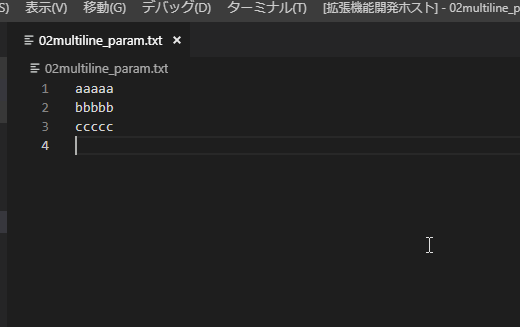 S) 表示(V) 移動(G) デバッグ(D) ターミナル(T) [拡張機能開発ホスト] - 02multiline_p
02multiline_param.txt ×
02multiline_param.txt
1 aaaaa
2 bbbbb
3 ccccc
4